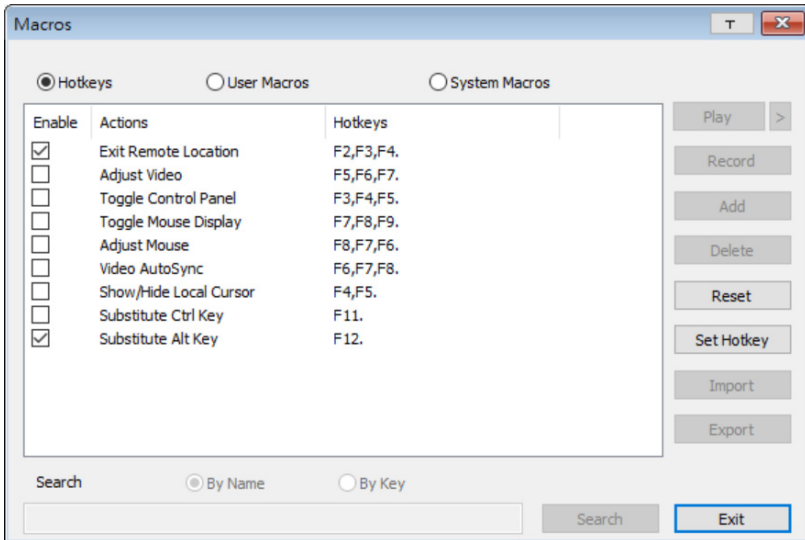 Macros
Hotkeys User Macros System Macros
Enable Actions Hotkeys
Exit Remote Location F2,F3,F4.
Adjust Video F5,F6,F7.
Toggle Control Panel F3,F4,F5.
Toggle Mouse Display F7,F8,F9.
Adjust Mouse F8,F7,F6.
Video AutoSync F6,F7,F8.
Show/Hide Local Cursor F4,F5.
Substitute Ctrl Key F11.
Substitute Alt Key F12.
Play >
Record
Add
Delete
Reset
Set Hotkey
Import
Export
Search By Name By Key
Search Exit